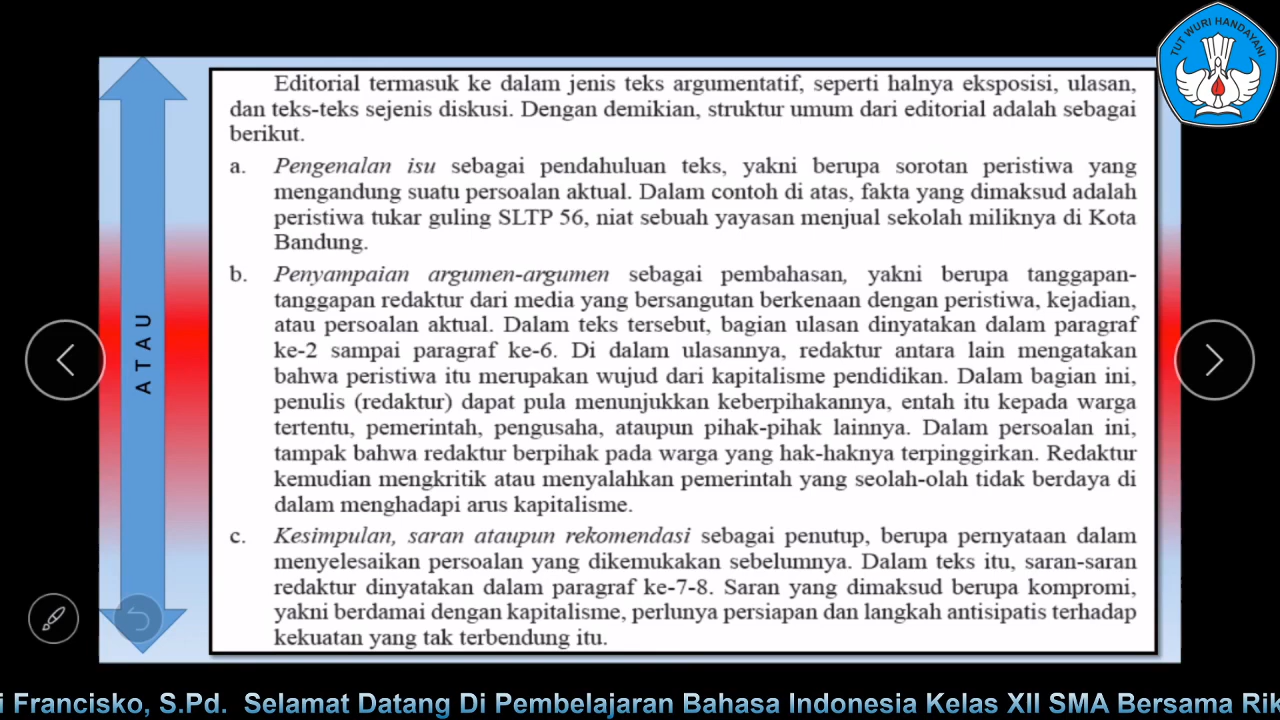 TUT WURI HANDAYANI
Editorial termasuk ke dalam jenis teks argumentatif, seperti halnya eksposisi, ulasan,
dan teks-teks sejenis diskusi. Dengan demikian, struktur umum dari editorial adalah sebagai
berikut.
a. Pengenalan isu sebagai pendahuluan teks, yakni berupa sorotan peristiwa yang
mengandung suatu persoalan aktual. Dalam contoh di atas, fakta yang dimaksud adalah
peristiwa tukar guling SLTP 56, niat sebuah yayasan menjual sekolah miliknya di Kota
Bandung.
b. Penyampaian argumen-argumen sebagai pembahasan, yakni berupa tanggapan-
tanggapan redaktur dari media yang bersangutan berkenaan dengan peristiwa, kejadian,
atau persoalan aktual. Dalam teks tersebut, bagian ulasan dinyatakan dalam paragraf
ke-2 sampai paragraf ke-6. Di dalam ulasannya, redaktur antara lain mengatakan
bahwa peristiwa itu merupakan wujud dari kapitalisme pendidikan. Dalam bagian ini,
penulis (redaktur) dapat pula menunjukkan keberpihakannya, entah itu kepada warga
tertentu, pemerintah, pengusaha, ataupun pihak-pihak lainnya. Dalam persoalan ini,
tampak bahwa redaktur berpihak pada warga yang hak-haknya terpinggirkan. Redaktur
kemudian mengkritik atau menyalahkan pemerintah yang seolah-olah tidak berdaya di
dalam menghadapi arus kapitalisme.
c. Kesimpulan, saran ataupun rekomendasi sebagai penutup, berupa pernyataan dalam
menyelesaikan persoalan yang dikemukakan sebelumnya. Dalam teks itu, saran-saran
redaktur dinyatakan dalam paragraf ke-7-8. Saran yang dimaksud berupa kompromi,
yakni berdamai dengan kapitalisme, perlunya persiapan dan langkah antisipatis terhadap
kekuatan yang tak terbendung itu.
ATAU
i Francisko, S.Pd. Selamat Datang Di Pembelajaran Bahasa Indonesia Kelas XII SMA Bersama Rik